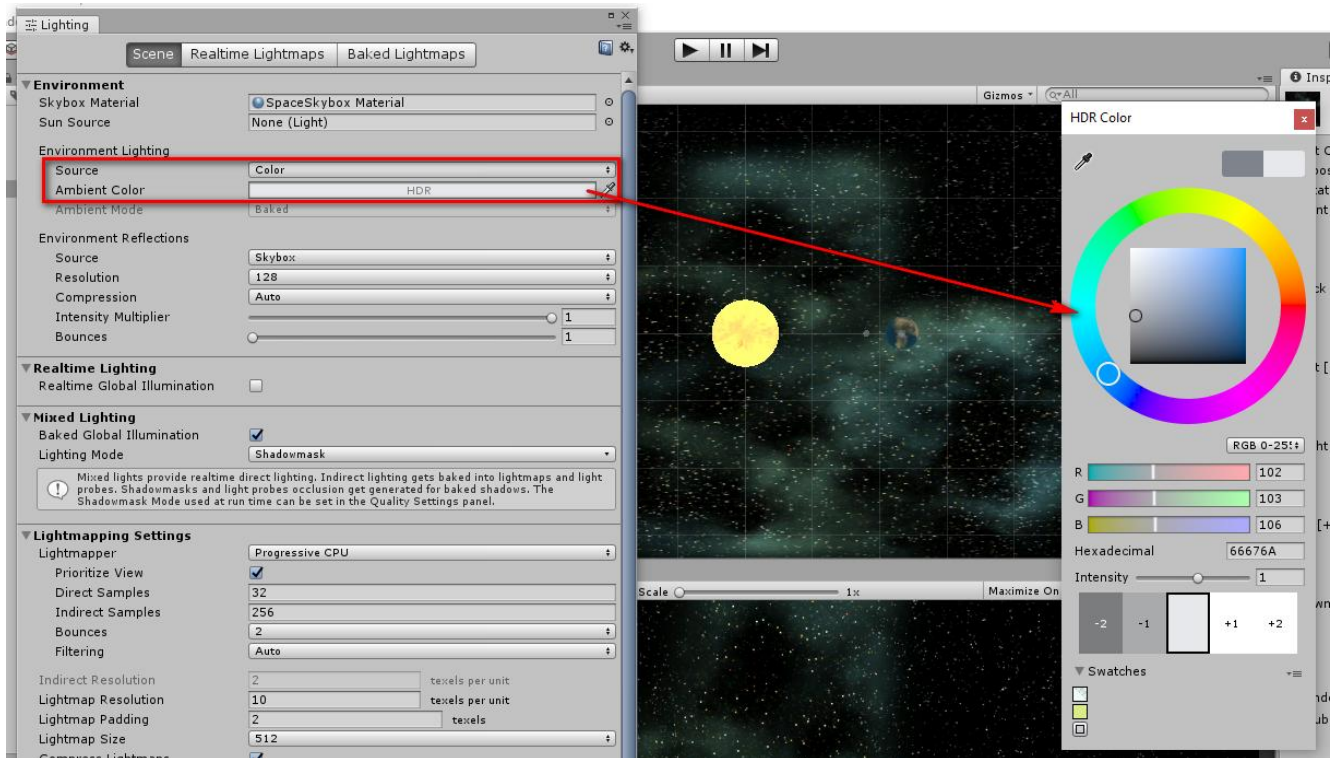 Lighting
Scene Realtime Lightmaps Baked Lightmaps
Environment
Skybox Material SpaceSkybox Material
Sun Source None (Light)
Environment Lighting
Source Color
Ambient Color HDR
Ambient Mode Baked
Environment Reflections
Source Skybox
Resolution 128
Compression Auto
Intensity Multiplier 1
Bounces 1
Realtime Lighting
Realtime Global Illumination
Mixed Lighting
Baked Global Illumination
Lighting Mode Shadowmask
Mixed lights provide realtime direct lighting. Indirect lighting gets baked into lightmaps and light
probes. Shadowmasks and light probes occlusion get generated for baked shadows. The
Shadowmask Mode used at run time can be set in the Quality Settings panel.
Lightmapping Settings
Lightmapper Progressive CPU
Prioritize View
Direct Samples 32
Indirect Samples 256
Bounces 2
Filtering Auto
Indirect Resolution 2 texels per unit
Lightmap Resolution 10 texels per unit
Lightmap Padding 2 texels
Lightmap Size 512
Compress Lightmaps
Gizmos All
Scale 1x Maximize On
HDR Color
RGB 0-25
R 102
G 103
B 106
Hexadecimal 66676A
Intensity 1
-2 -1 +1 +2
Swatches
Insp